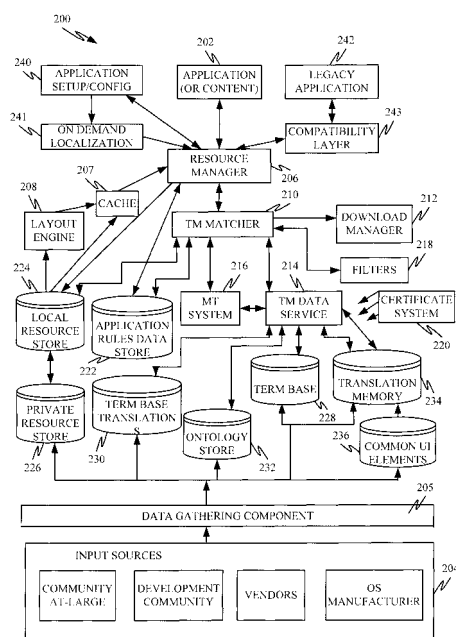 200
240
202
242
APPLICATION
SETUP/CONFIG
APPLICATION
(OR CONTENT)
LEGACY
APPLICATION
241
243
ON DEMAND
LOCALIZATION
COMPATIBILITY
LAYER
207
RESOURCE
MANAGER
206
208
CACHE
210
212
LAYOUT
ENGINE
TM MATCHER
DOWNLOAD
MANAGER
218
224
216
214
FILTERS
LOCAL
RESOURCE
STORE
APPLICATION
RULES DATA
STORE
MT
SYSTEM
TM DATA
SERVICE
CERTIFICATE
SYSTEM
220
222
PRIVATE
RESOURCE
STORE
TERM BASE
TRANSLATION
S
TERM BASE
TRANSLATION
MEMORY
228
234
ONTOLOGY
STORE
236
COMMON UI
ELEMENTS
226
230
232
205
DATA GATHERING COMPONENT
INPUT SOURCES
204
COMMUNITY
AT-LARGE
DEVELOPMENT
COMMUNITY
VENDORS
OS
MANUFACTURER